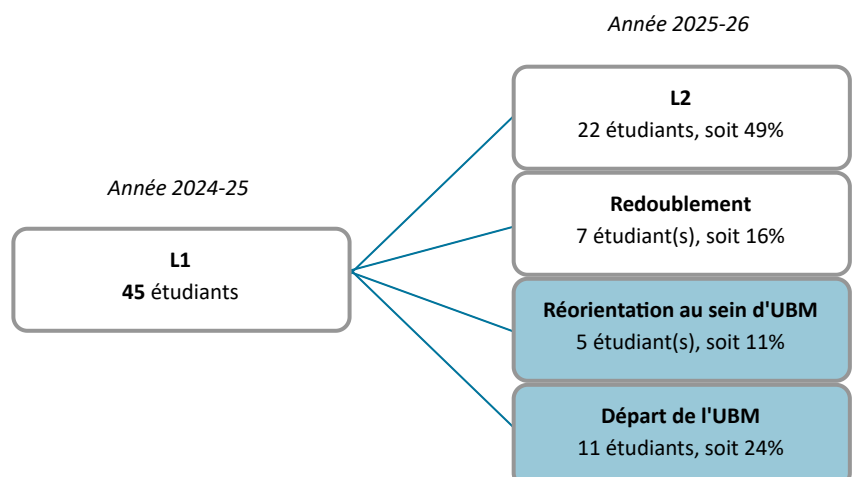 Année 2025-26
L2
22 étudiants, soit 49%
Année 2024-25
Redoublement
7 étudiant(s), soit 16%
L1
45 étudiants
Réorientation au sein d'UBM
5 étudiant(s), soit 11%
Départ de l'UBM
11 étudiants, soit 24%